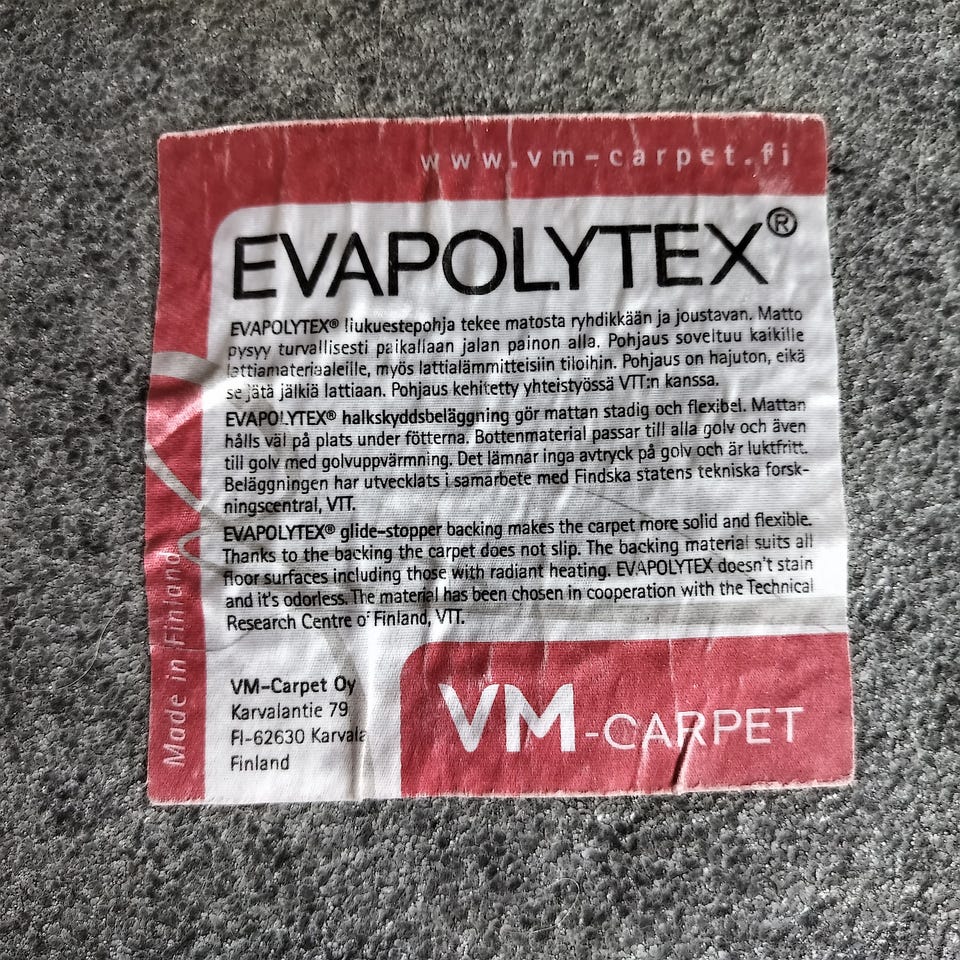 www.vm-carpet.fi
EVAPOLYTEX®
EVAPOLYTEX® liukuestepohja tekee matosta ryhdikkään ja joustavan. Matto
pysyy turvallisesti paikallaan jalan painon alla. Pohjaus soveltuu kaikille
lattiamateriaaleille, myös lattialämmitteisiin tiloihin. Pohjaus on hajuton, eikä
se jätä jälkiä lattiaan. Pohjaus kehitetty yhteistyössä VTT:n kanssa.
EVAPOLYTEX® halkskyddsbeläggning gör mattan stadig och flexibel. Mattan
hålls väl på plats under fötterna. Bottenmaterial passar till alla golv och även
till golv med golvuppvärmning. Det lämnar inga avtryck på golv och är luktfritt.
Beläggningen har utvecklats i samarbete med Findska statens tekniska forsk-
ningscentral, VTT.
EVAPOLYTEX® glide-stopper backing makes the carpet more solid and flexible.
Thanks to the backing the carpet does not slip. The backing material suits all
floor surfaces including those with radiant heating. EVAPOLYTEX doesn't stain
and it's odorless. The material has been chosen in cooperation with the Technical
Research Centre of Finland, VTT.
Made in Finland
VM-Carpet Oy
Karvalantie 79
FI-62630 Karvala
Finland
VM-CARPET